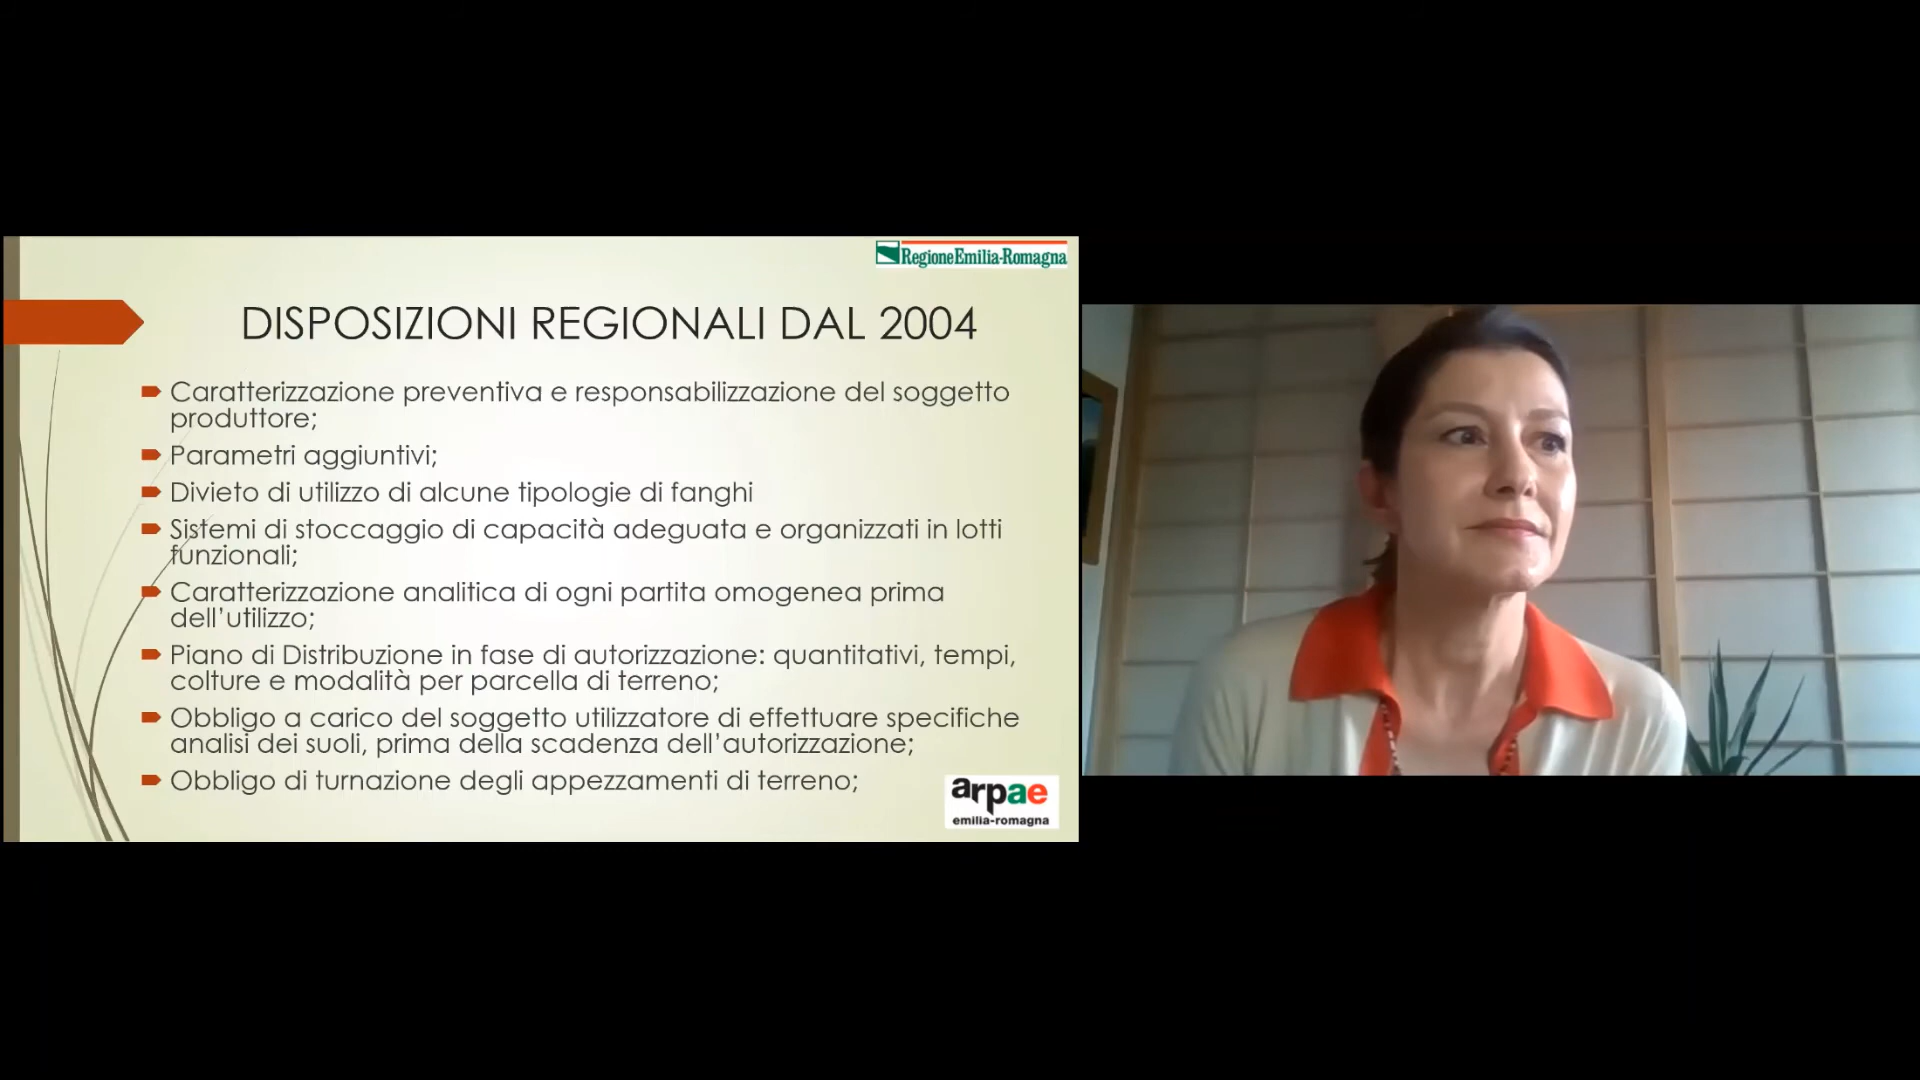 RegioneEmilia-Romagna
DISPOSIZIONI REGIONALI DAL 2004
Caratterizzazione preventiva e responsabilizzazione del soggetto
produttore;
Parametri aggiuntivi;
Divieto di utilizzo di alcune tipologie di fanghi
Sistemi di stoccaggio di capacità adeguata e organizzati in lotti
funzionali;
Caratterizzazione analitica di ogni partita omogenea prima
dell'utilizzo;
Piano di Distribuzione in fase di autorizzazione: quantitativi, tempi,
colture e modalità per parcella di terreno;
Obbligo a carico del soggetto utilizzatore di effettuare specifiche
analisi dei suoli, prima della scadenza dell'autorizzazione;
Obbligo di turnazione degli appezzamenti di terreno;
arpae
emilia-romagna